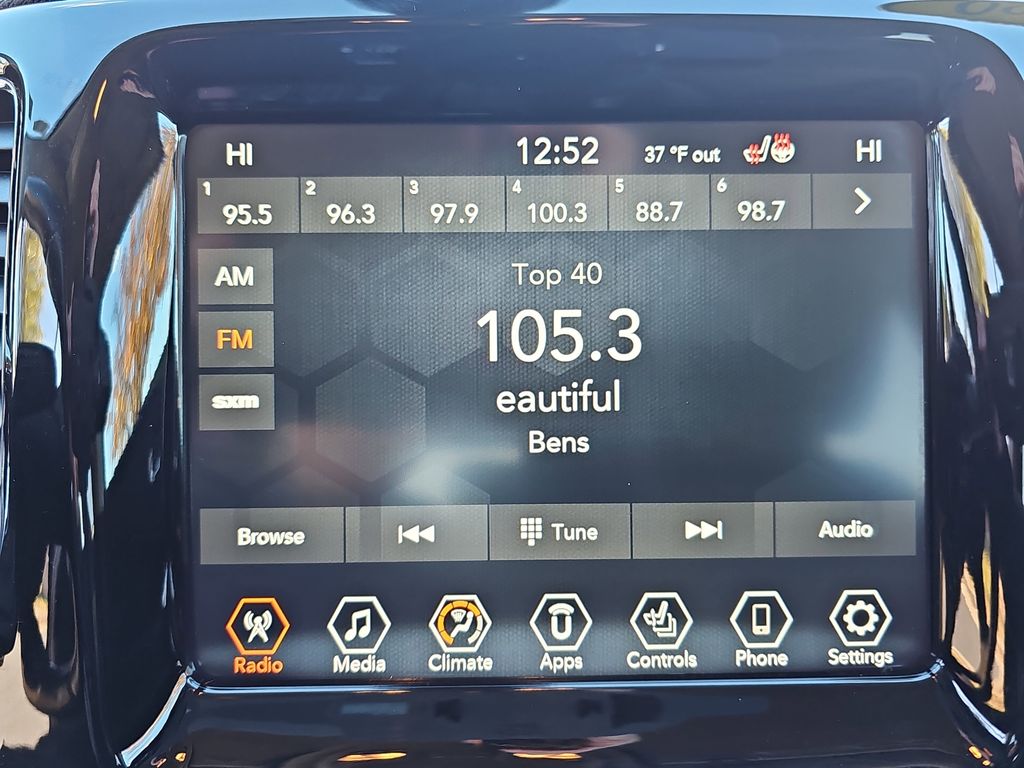 HI 12:52 37 °F out HI
1 95.5 2 96.3 3 97.9 4 100.3 5 88.7 6 98.7
AM
FM
sxm
Top 40
105.3
eautiful
Bens
Browse Tune Audio
Radio Media Climate Apps Controls Phone Settings